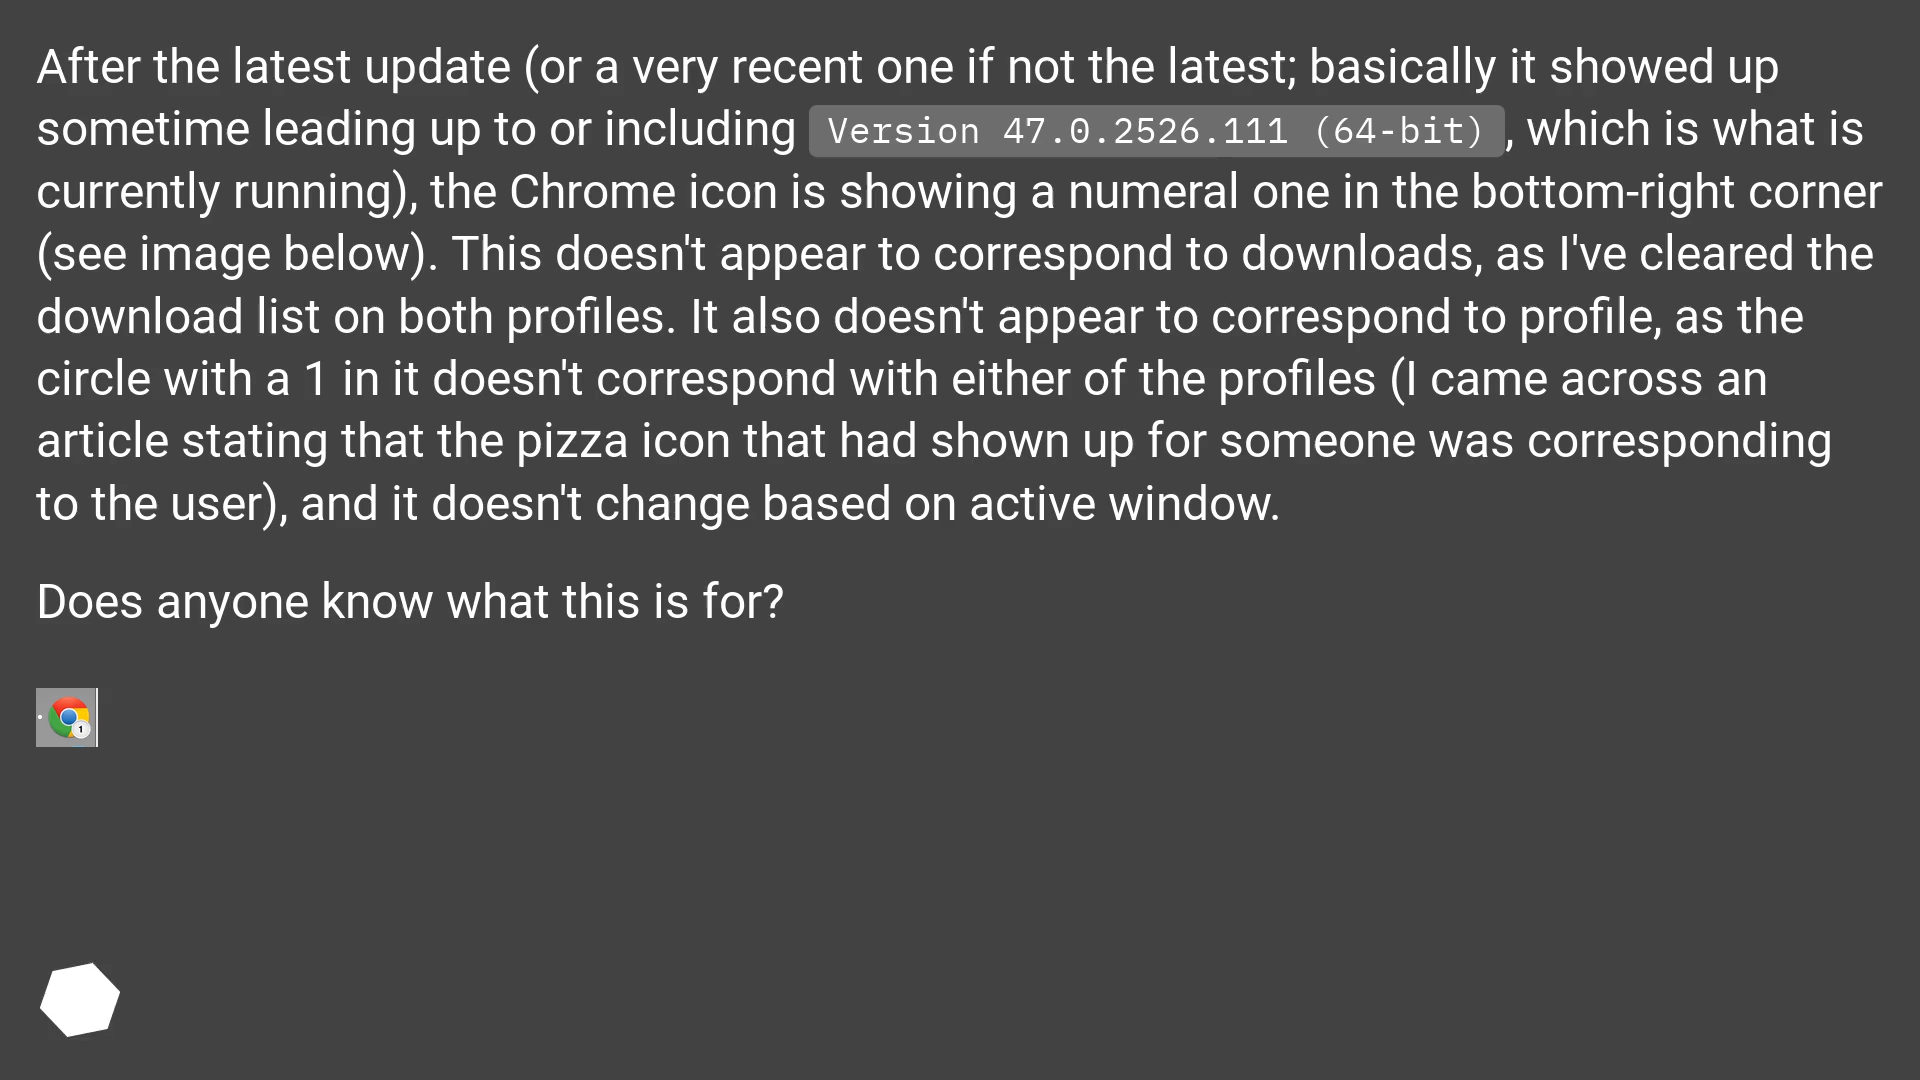 After the latest update (or a very recent one if not the latest; basically it showed up
sometime leading up to or including Version 47.0.2526.111 (64-bit) , which is what is
currently running), the Chrome icon is showing a numeral one in the bottom-right corner
(see image below). This doesn't appear to correspond to downloads, as I've cleared the
download list on both profiles. It also doesn't appear to correspond to profile, as the
circle with a 1 in it doesn't correspond with either of the profiles (I came across an
article stating that the pizza icon that had shown up for someone was corresponding
to the user), and it doesn't change based on active window.
Does anyone know what this is for?
1